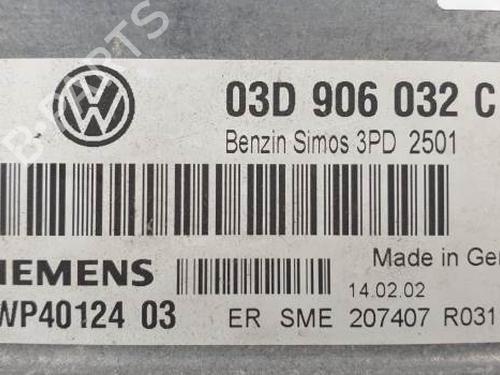 03D 906 032 C
Benzin Simos 3PD 2501
IEMENS
Made in Ger
14.02.02
WP40124 03
ER SME 207407 R031
B-PARTS